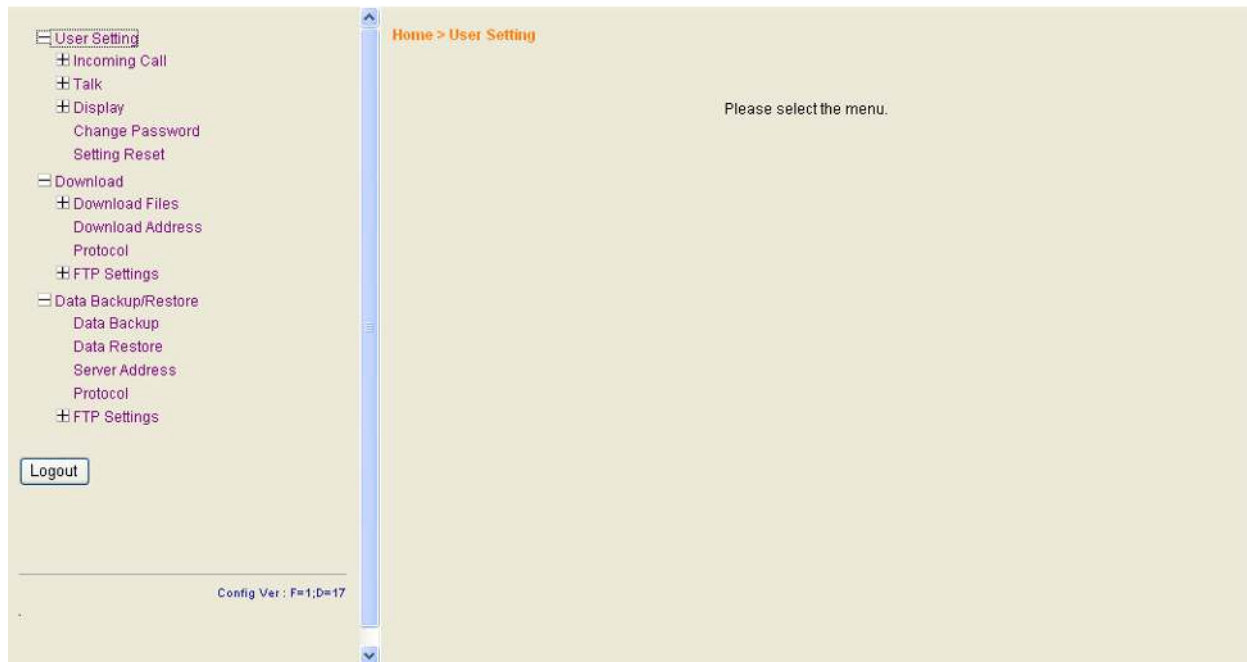 User Setting
Incoming Call
Talk
Display
Change Password
Setting Reset
Download
Download Files
Download Address
Protocol
FTP Settings
Data Backup/Restore
Data Backup
Data Restore
Server Address
Protocol
FTP Settings
Logout
Config Ver : F=1;D=17
Home > User Setting
Please select the menu.